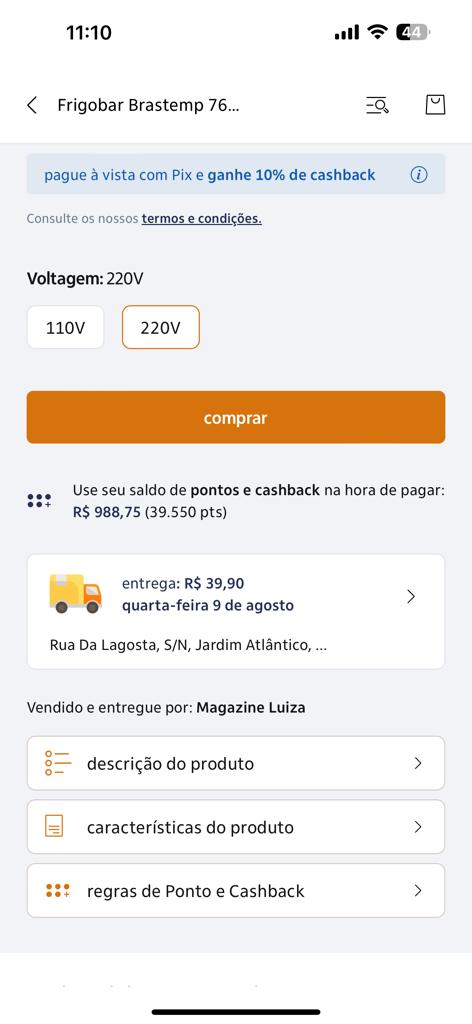 11:10
44
Frigobar Brastemp 76...
pague à vista com Pix e ganhe 10% de cashback
Consulte os nossos termos e condições.
Voltagem: 220V
110V
220V
comprar
Use seu saldo de pontos e cashback na hora de pagar:
R$ 988,75 (39.550 pts)
entrega: R$ 39,90
quarta-feira 9 de agosto
Rua Da Lagosta, S/N, Jardim Atlântico, ...
Vendido e entregue por: Magazine Luiza
descrição do produto
características do produto
regras de Ponto e Cashback